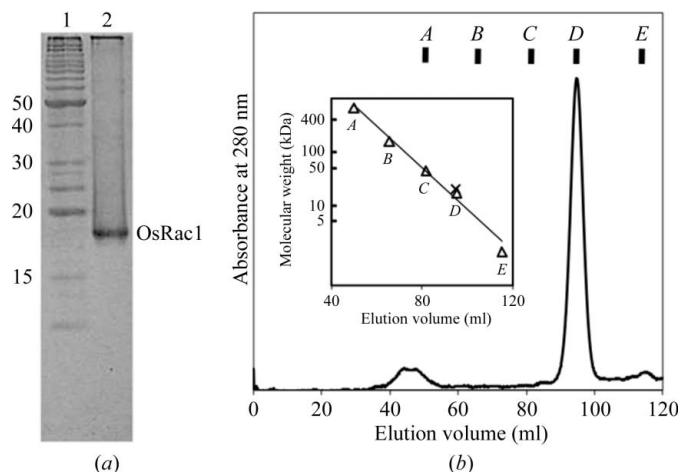 1 2
50
40
30
20
15
OsRac1
(a)
A B C D E
Absorbance at 280 nm
Molecular weight (kDa)
400
100
50
10
5
A
B
C
D
E
40 80 120
Elution volume (ml)
0 20 40 60 80 100 120
Elution volume (ml)
(b)